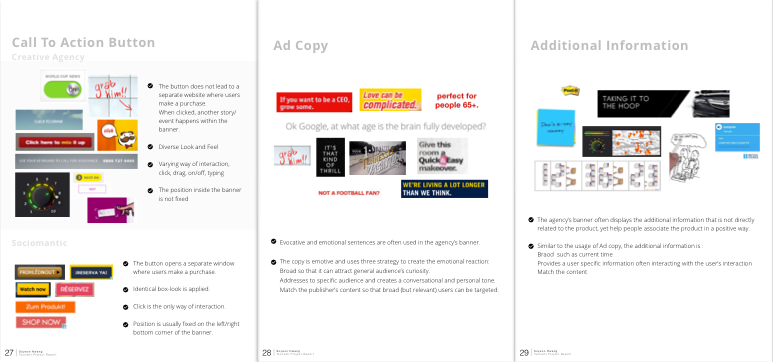 Call To Action Button
Creative Agency
WORLD CUP NEWS
OFF
grab him!!
Click here to mix it up
click!
The button does not lead to a
separate website where users
make a purchase.
When clicked, another story/
event happens within the
banner.
Diverse Look and Feel
Varying way of interaction,
click, drag, on/off, typing
The position inside the banner
is not fixed
Sociomantic
PROHLÉDNOUT
¡RESERVA YA!
Watch now
RÉSERVEZ
Zum Produkt!
SHOP NOW
The button opens a separate window
where users make a purchase.
Identical box-look is applied.
Click is the only way of interaction.
Position is usually fixed on the left/right
bottom corner of the banner.
27
Ad Copy
If you want to be a CEO,
grow some.
Love can be
complicated.
perfect for
people 65+.
Ok Google, at what age is the brain fully developed?
grab him!!
IT'S
THAT
KIND
OF
THRILL
Give this
room a
Quick&Easy
makeover.
NOT A FOOTBALL FAN?
WE'RE LIVING A LOT LONGER
THAN WE THINK.
Evocative and emotional sentences are often used in the agency's banner.
The copy is emotive and uses three strategy to create the emotional reaction:
Broad so that it can attract general audience's curiosity.
Addresses to specific audience and creates a conversational and personal tone.
Match the publisher's content so that broad (but relevant) users can be targeted.
28
Additional Information
Post-it
TAKING IT TO
THE HOOP
The agency's banner often displays the additional information that is not directly
related to the product, yet help people associate the product in a positive way.
Similar to the usage of Ad copy, the additional information is:
Broad such as current time
Provides a user specific information often interacting with the user's interaction
Match the content
29